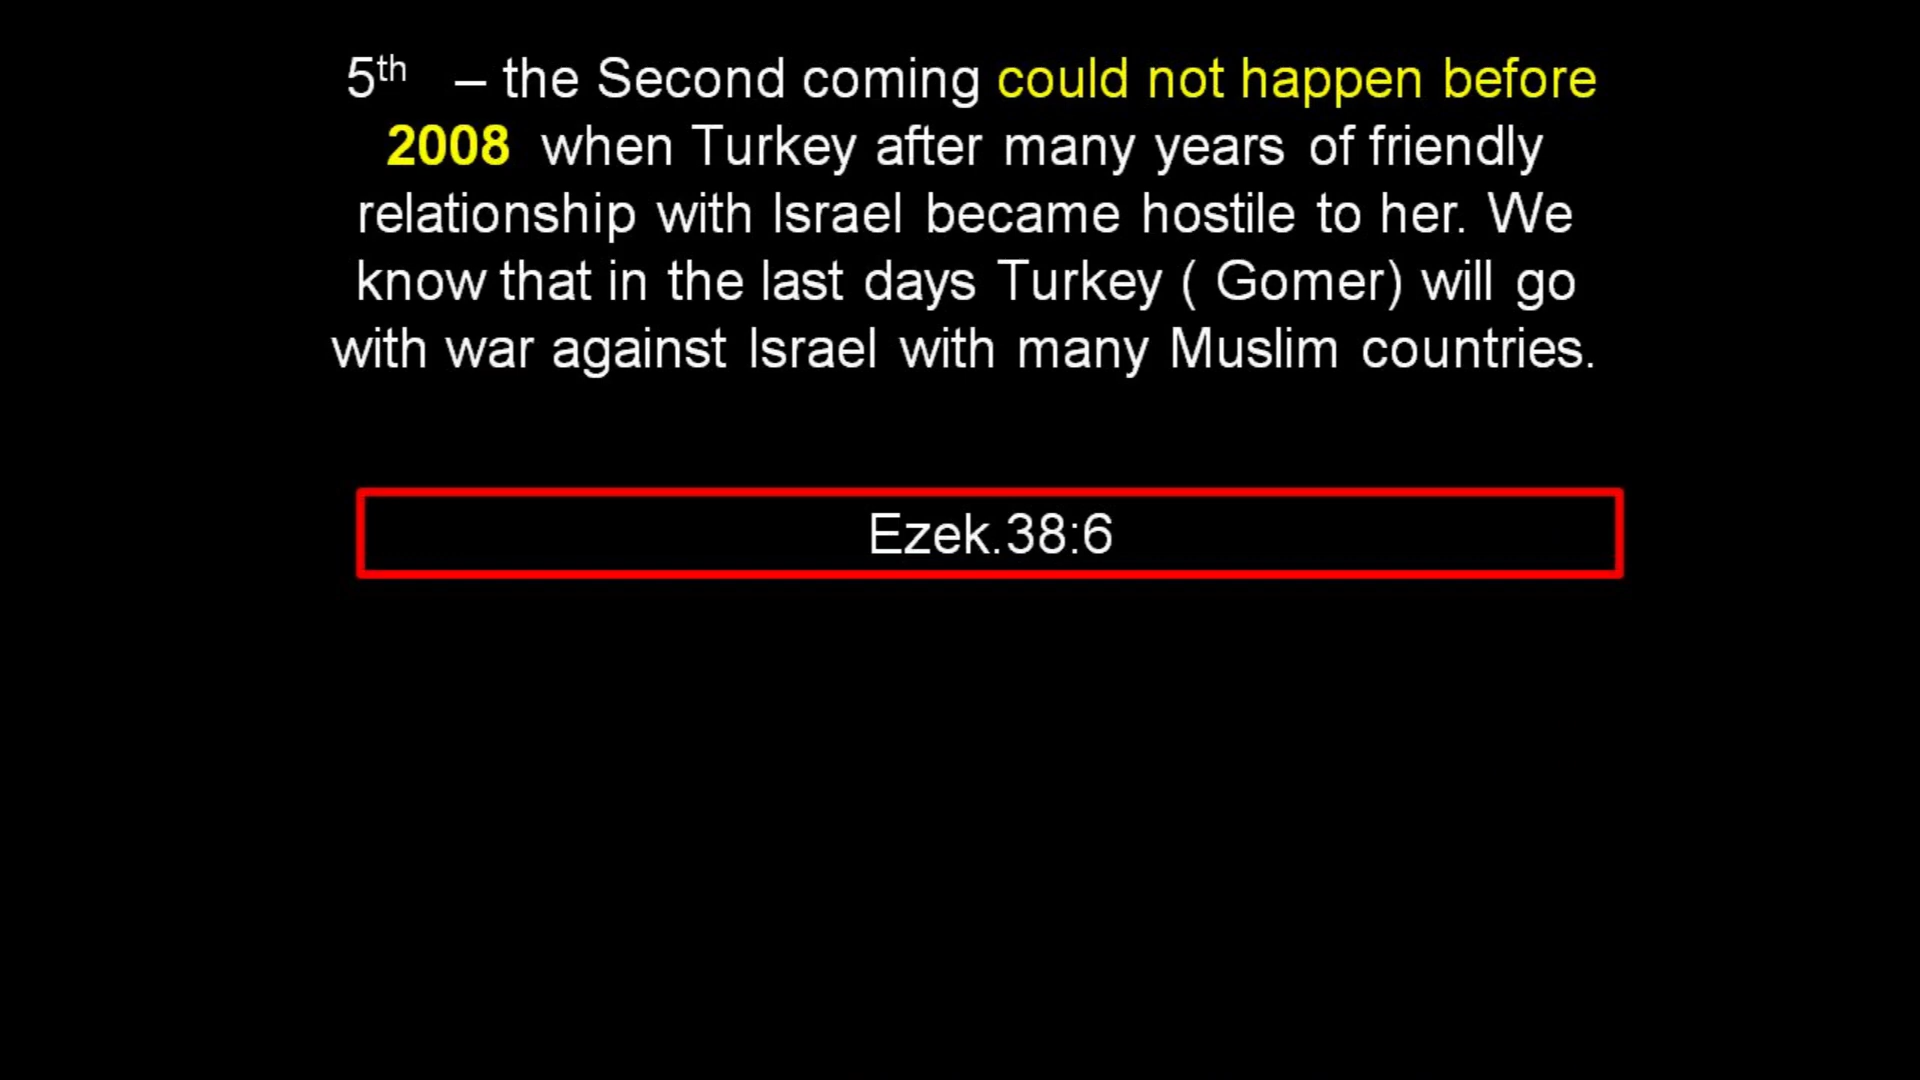 5th – the Second coming could not happen before
2008 when Turkey after many years of friendly
relationship with Israel became hostile to her. We
know that in the last days Turkey ( Gomer) will go
with war against Israel with many Muslim countries.
Ezek.38:6